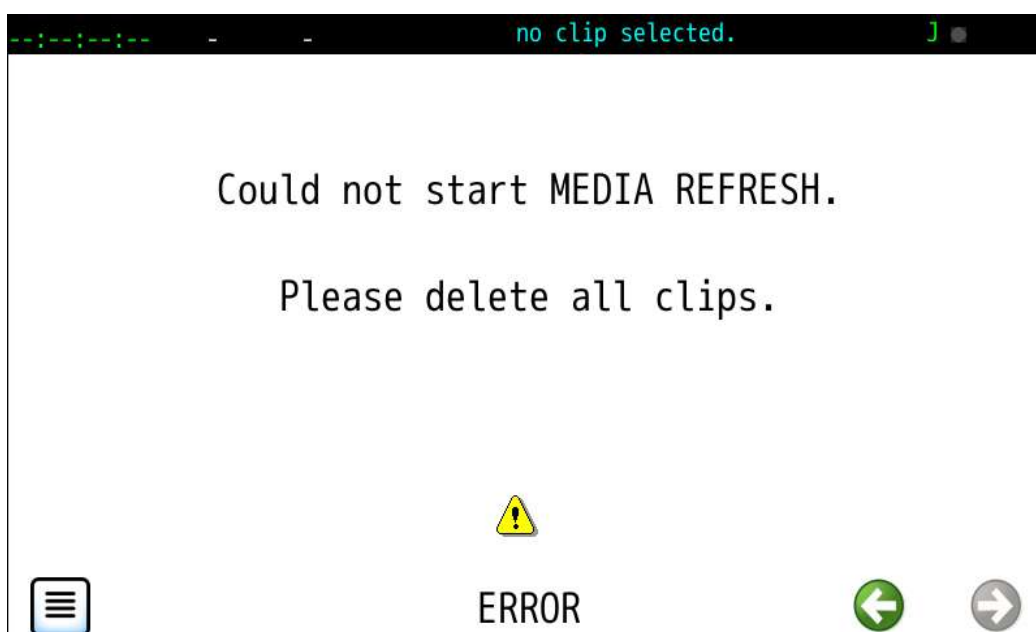 --:--:--:-- - - no clip selected. J
Could not start MEDIA REFRESH.
Please delete all clips.
ERROR